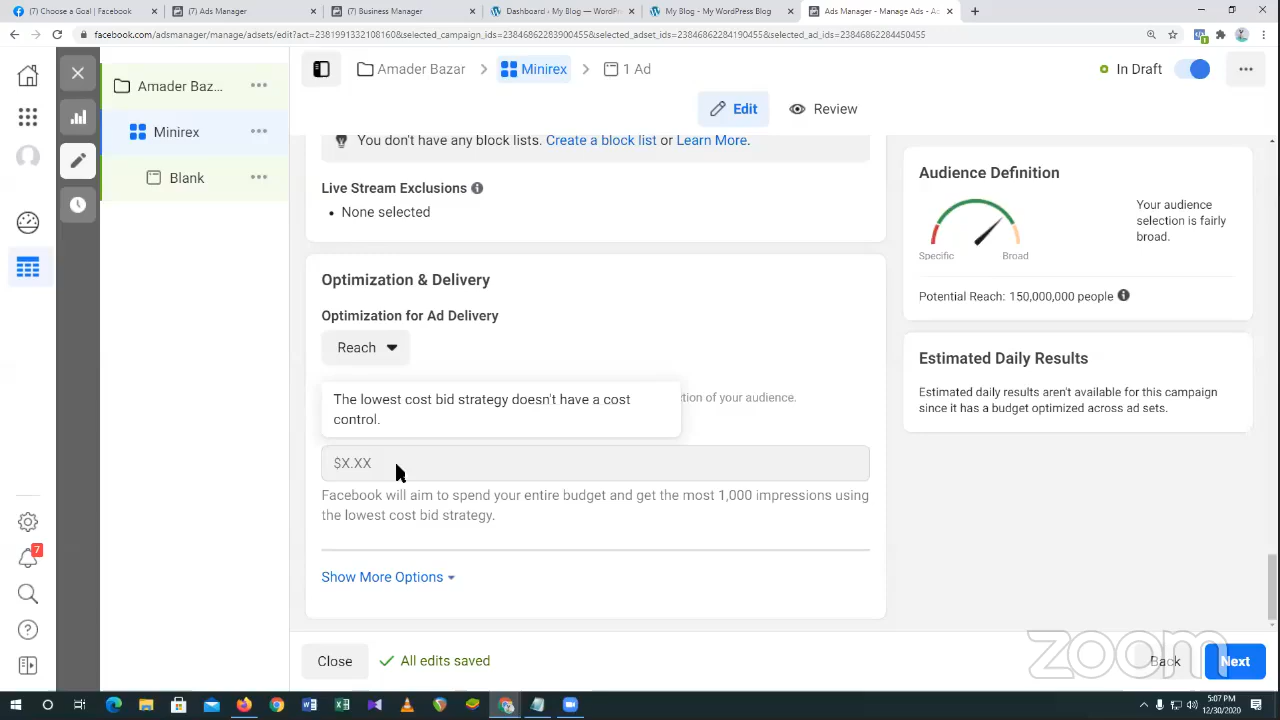 (7) Choose a Goal | Facebook
Ads Manager
(7) Business Manager
Dashboard ‹ My Blog — WordPr
My Blog – My WordPress Blog
Ads Manager - Manage Ads - Ac
facebook.com/adsmanager/manage/adsets/edit?act=2381991332108160&selected_campaign_ids=23846862283900455&selected_adset_ids=23846862284190455&selected_ad_ids=23846862284450455
Amader Baz...
Minirex
Blank
7
Amader Bazar
Minirex
1 Ad
In Draft
Edit
Review
You don't have any block lists. Create a block list or Learn More.
Live Stream Exclusions
• None selected
Optimization & Delivery
Optimization for Ad Delivery
Reach
The lowest cost bid strategy doesn't have a cost
control.
tion of your audience.
$X.XX
Facebook will aim to spend your entire budget and get the most 1,000 impressions using
the lowest cost bid strategy.
Show More Options
Close
All edits saved
Back
Next
Audience Definition
Specific
Broad
Your audience
selection is fairly
broad.
Potential Reach: 150,000,000 people
Estimated Daily Results
Estimated daily results aren't available for this campaign
since it has a budget optimized across ad sets.
zoom
5:07 PM
12/30/2020